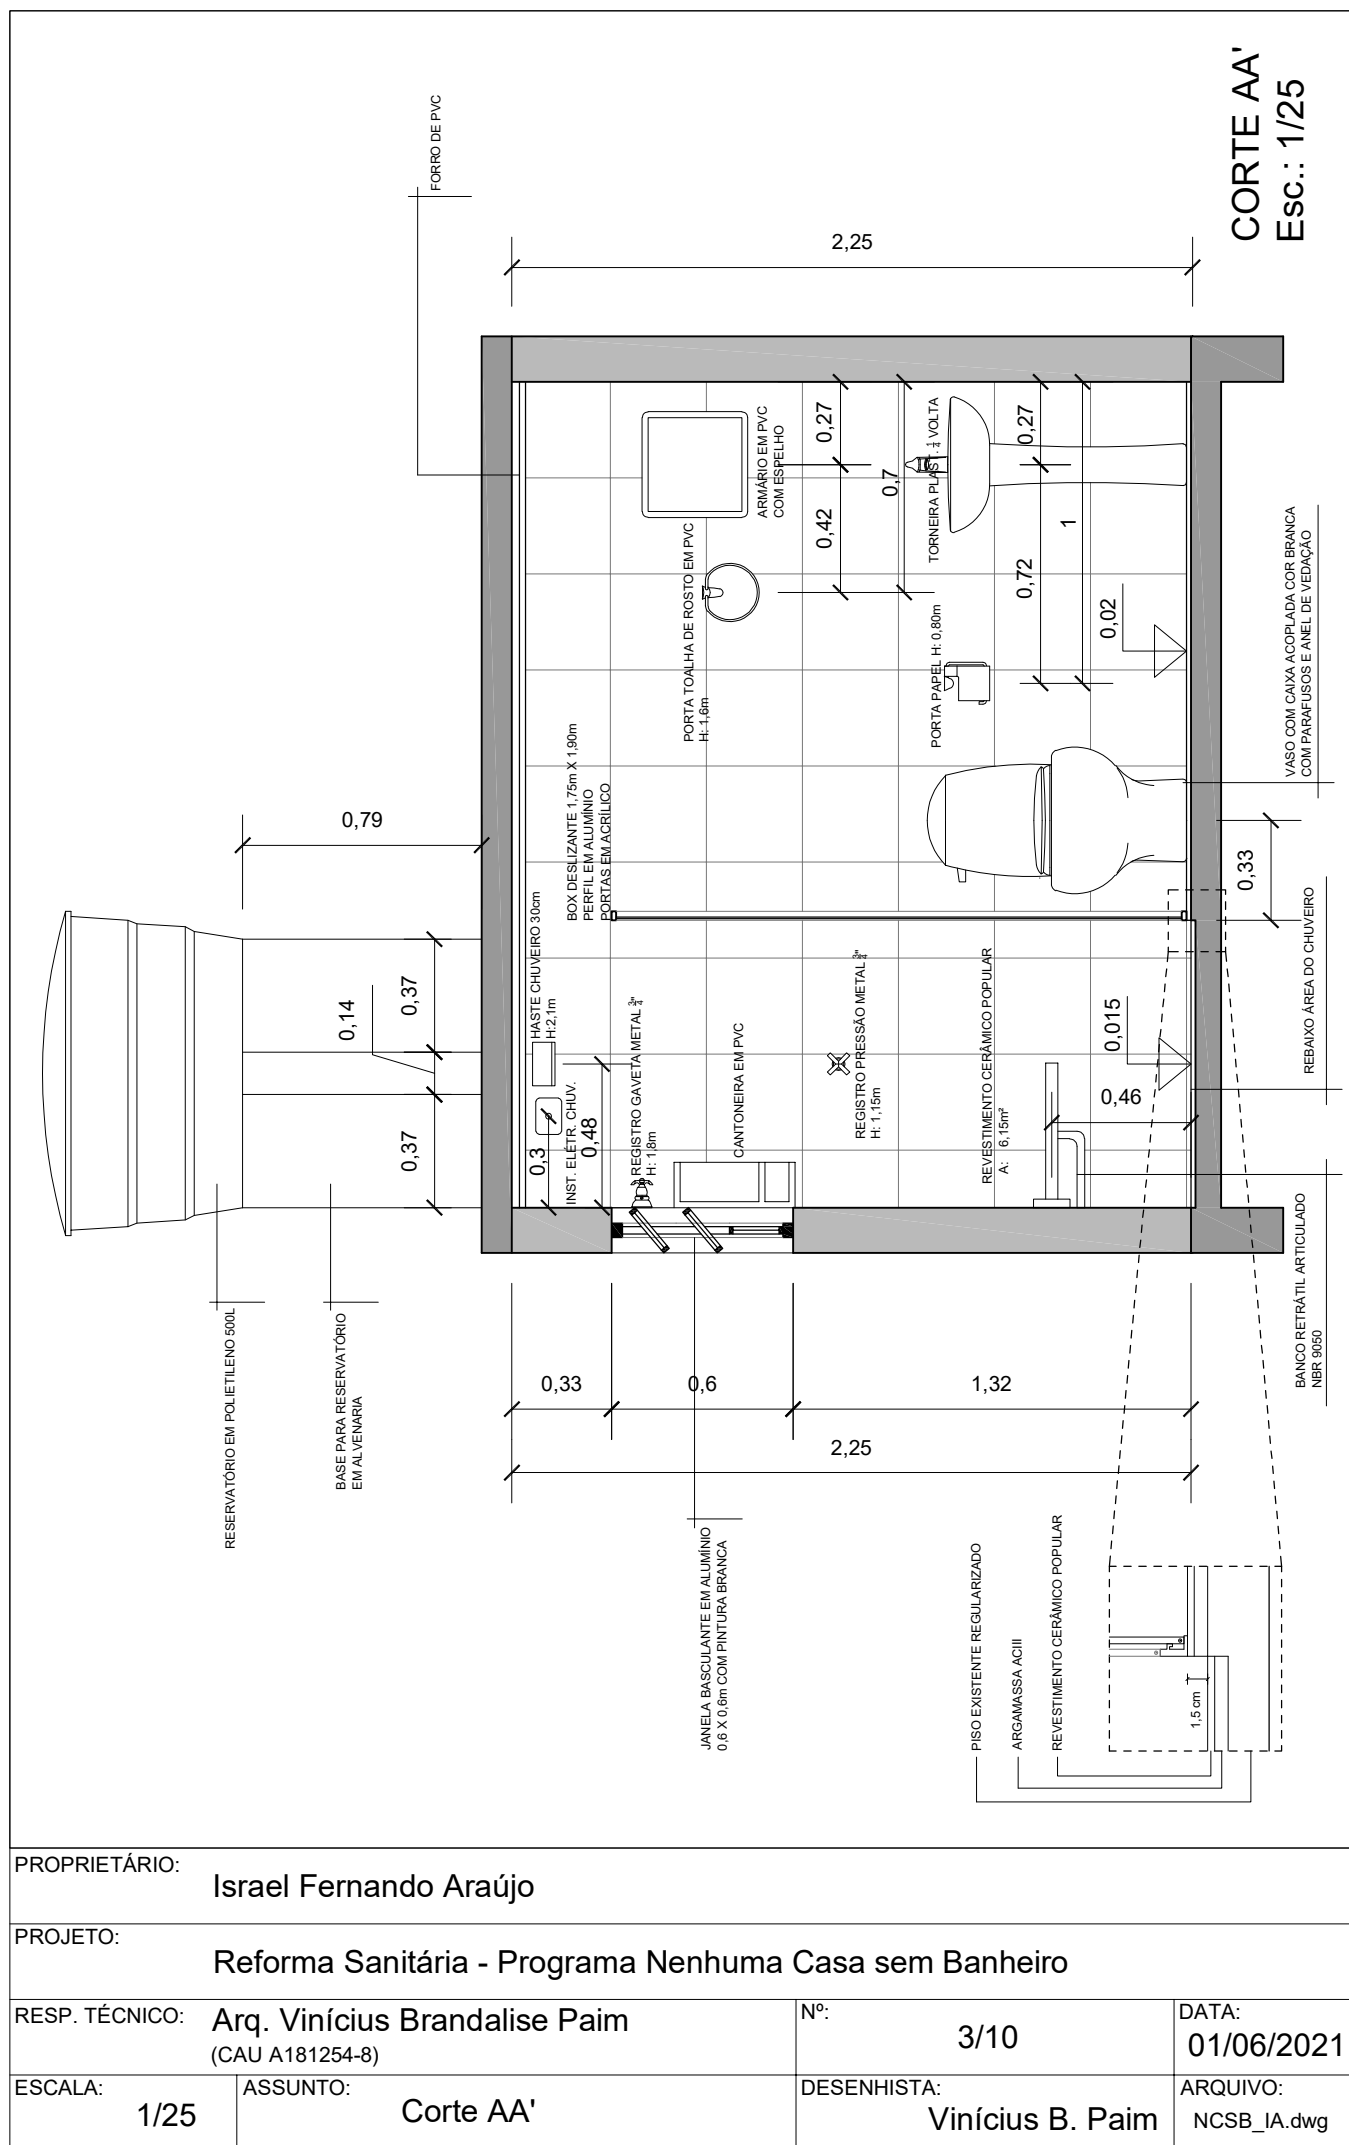 CORTE AA'
Esc.: 1/25
FORRO DE PVC
2,25
0,79
0,37
0,14
0,37
RESERVATÓRIO EM POLIETILENO 500L
BASE PARA RESERVATÓRIO
EM ALVENARIA
ARMÁRIO EM PVC
COM ESPELHO
0,27
0,42
0,7
PORTA TOALHA DE ROSTO EM PVC
H: 1,6m
TORNEIRA PLAST. 1/4 VOLTA
0,27
0,72
1
PORTA PAPEL H: 0,80m
0,02
BOX DESLIZANTE 1,75m X 1,90m
PERFIL EM ALUMÍNIO
PORTAS EM ACRÍLICO
VASO COM CAIXA ACOPLADA COR BRANCA
COM PARAFUSOS E ANEL DE VEDAÇÃO
0,33
REBAIXO ÁREA DO CHUVEIRO
HASTE CHUVEIRO 30cm
H:2,1m
0,3
INST. ELÉTR. CHUV.
0,48
REGISTRO GAVETA METAL 3/4"
H: 1,8m
CANTONEIRA EM PVC
REGISTRO PRESSÃO METAL 3/4"
H: 1,15m
REVESTIMENTO CERÂMICO POPULAR
A: 6,15m²
0,015
0,46
BANCO RETRÁTIL ARTICULADO
NBR 9050
0,33
0,6
1,32
2,25
JANELA BASCULANTE EM ALUMÍNIO
0,6 X 0,6m COM PINTURA BRANCA
PISO EXISTENTE REGULARIZADO
ARGAMASSA ACIII
REVESTIMENTO CERÂMICO POPULAR
1,5 cm
PROPRIETÁRIO:
Israel Fernando Araújo
PROJETO:
Reforma Sanitária - Programa Nenhuma Casa sem Banheiro
RESP. TÉCNICO: Arq. Vinícius Brandalise Paim
(CAU A181254-8)
Nº:
3/10
DATA:
01/06/2021
ESCALA:
1/25
ASSUNTO:
Corte AA'
DESENHISTA:
Vinícius B. Paim
ARQUIVO:
NCSB_IA.dwg